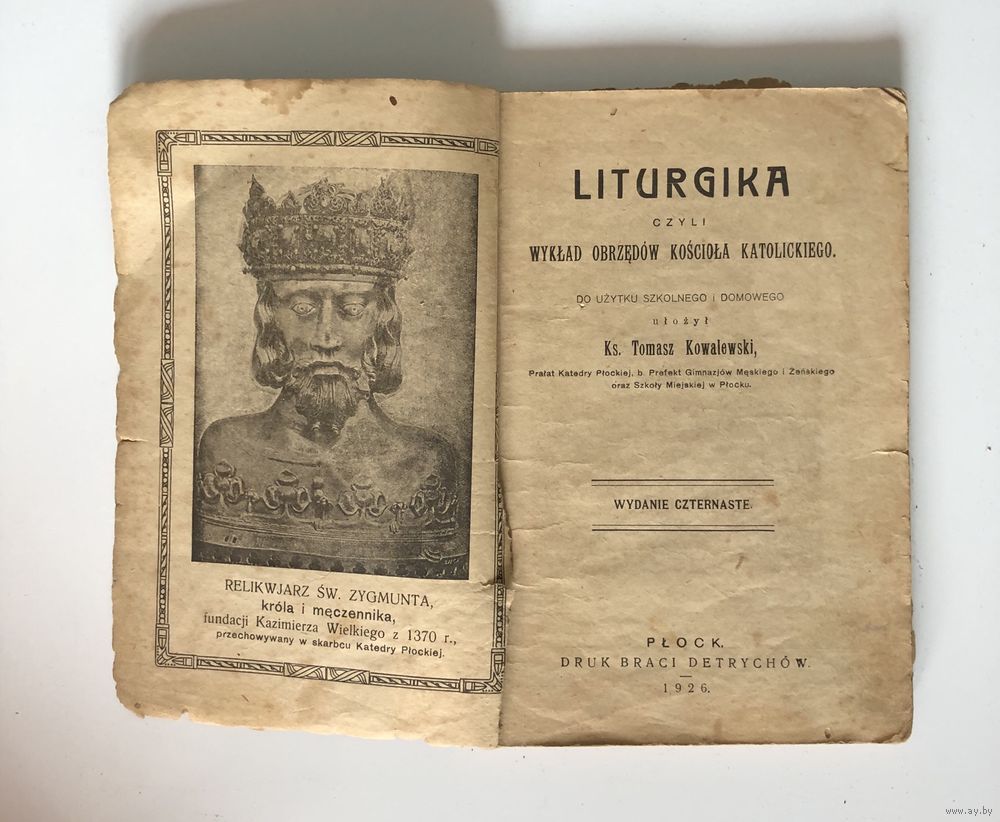 RELIKWJARZ ŚW. ZYGMUNTA,
króla i męczennika,
fundacji Kazimierza Wielkiego z 1370 r.,
przechowywany w skarbcu Katedry Płockiej.
LITURGIKA
CZYLI
WYKŁAD OBRZĘDÓW KOŚCIOŁA KATOLICKIEGO.
DO UŻYTKU SZKOLNEGO i DOMOWEGO
ułożył
Ks. Tomasz Kowalewski,
Prałat Katedry Płockiej, b. Prefekt Gimnazjów Męskiego i Żeńskiego
oraz Szkoły Miejskiej w Płocku.
WYDANIE CZTERNASTE.
PŁOCK.
DRUK BRACI DETRYCHÓW.
1926.
www.ay.by